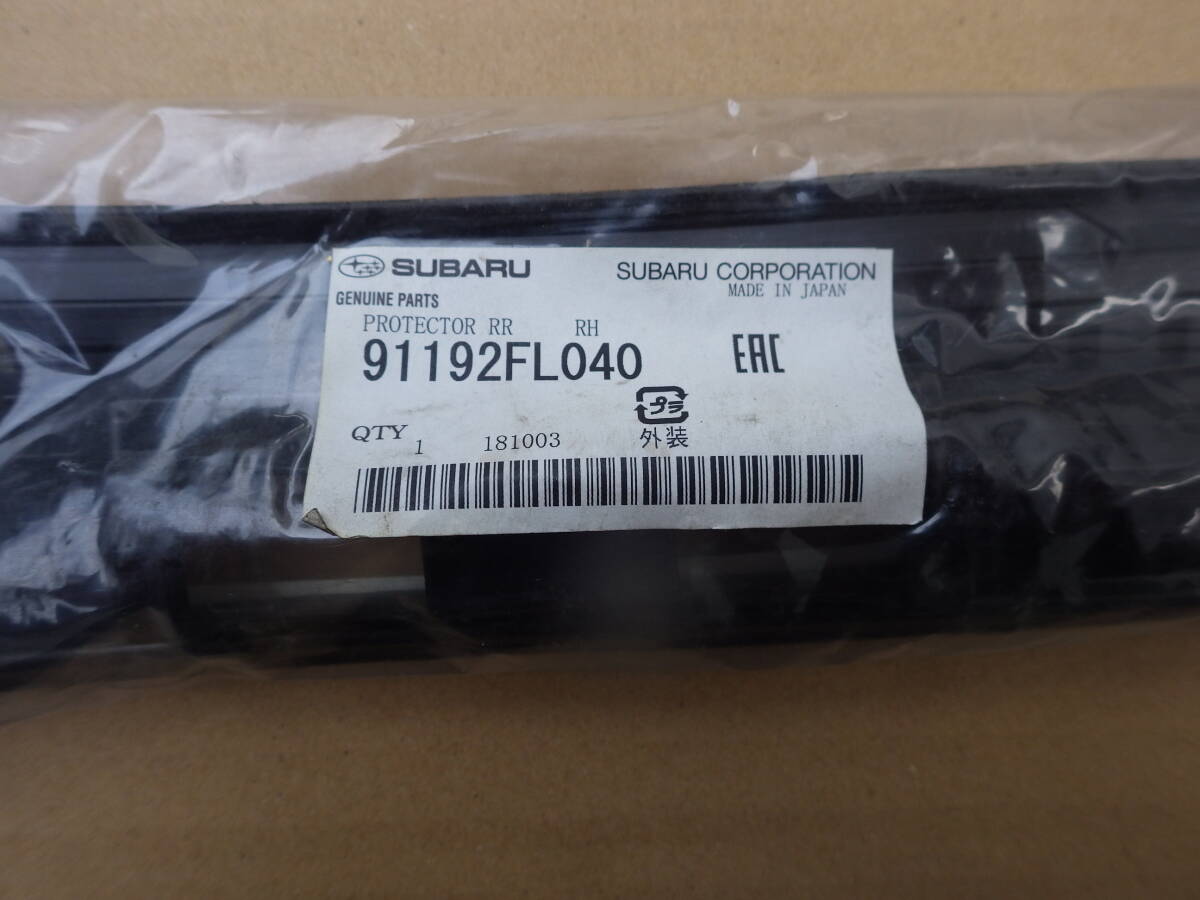 SUBARU SUBARU CORPORATION
GENUINE PARTS MADE IN JAPAN
PROTECTOR RR RH
91192FL040 EAC
プラ
QTY 1 181003 外装